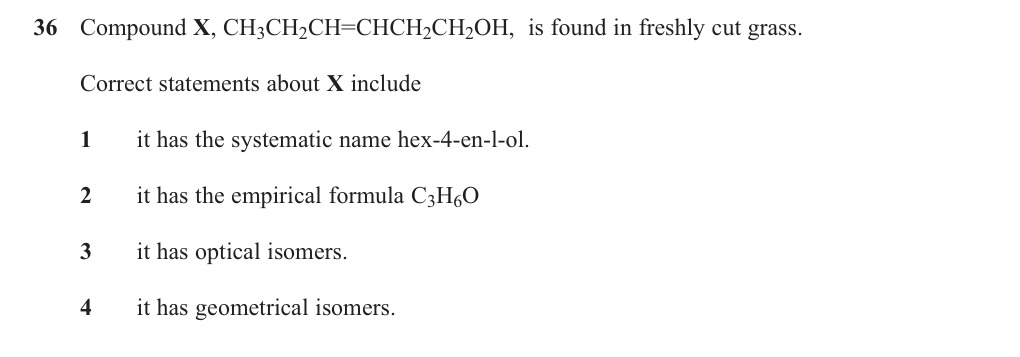 36 Compound X, CH₃CH₂CH=CHCH₂CH₂OH, is found in freshly cut grass.
Correct statements about X include
1 it has the systematic name hex-4-en-l-ol.
2 it has the empirical formula C₃H₆O
3 it has optical isomers.
4 it has geometrical isomers.